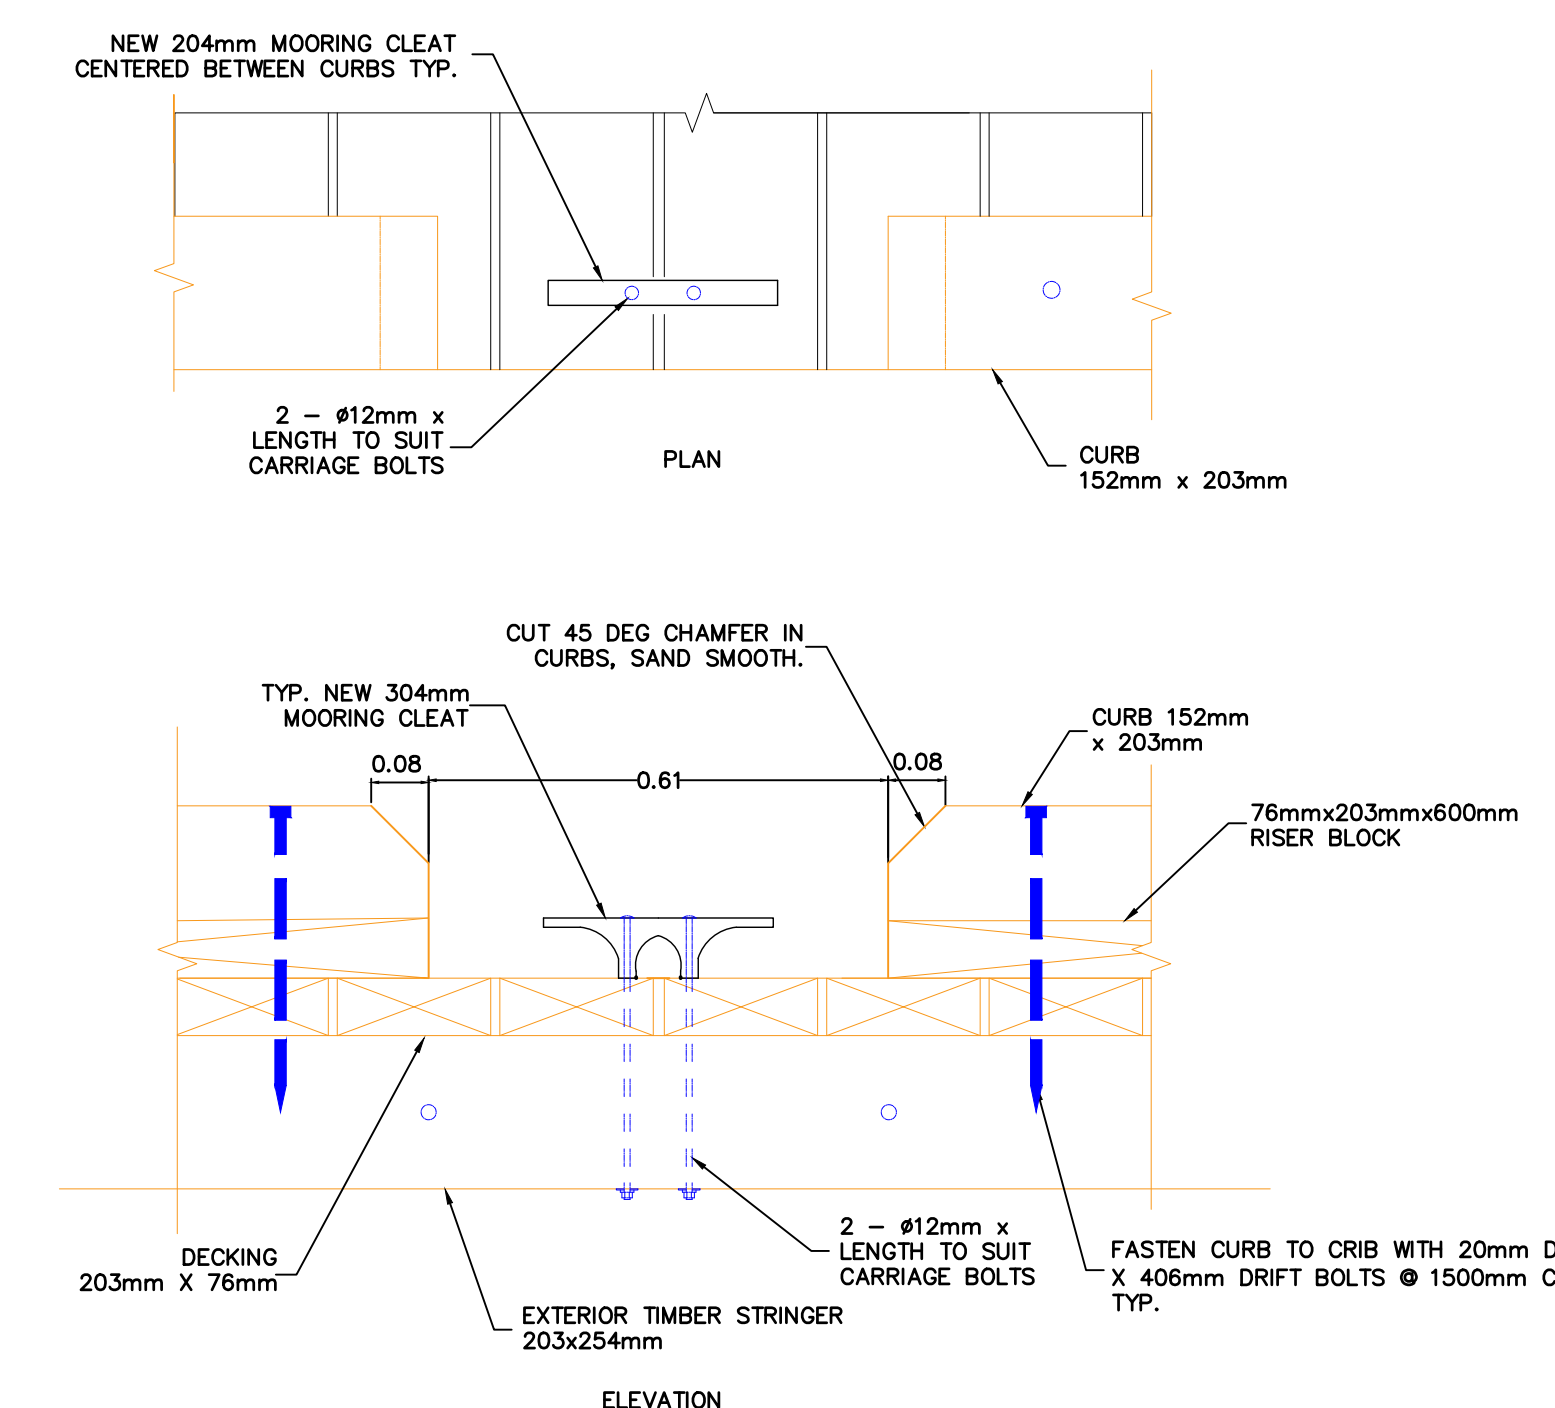 NEW 204mm MOORING CLEAT
CENTERED BETWEEN CURBS TYP.
2 - ø12mm x
LENGTH TO SUIT
CARRIAGE BOLTS
PLAN
CURB
152mm x 203mm
CUT 45 DEG CHAMFER IN
CURBS, SAND SMOOTH.
TYP. NEW 304mm
MOORING CLEAT
CURB 152mm
x 203mm
0.08
0.61
0.08
76mmx203mmx600mm
RISER BLOCK
2 - ø12mm x
LENGTH TO SUIT
CARRIAGE BOLTS
DECKING
203mm X 76mm
FASTEN CURB TO CRIB WITH 20mm D
X 406mm DRIFT BOLTS @ 1500mm C
TYP.
EXTERIOR TIMBER STRINGER
203x254mm
ELEVATION